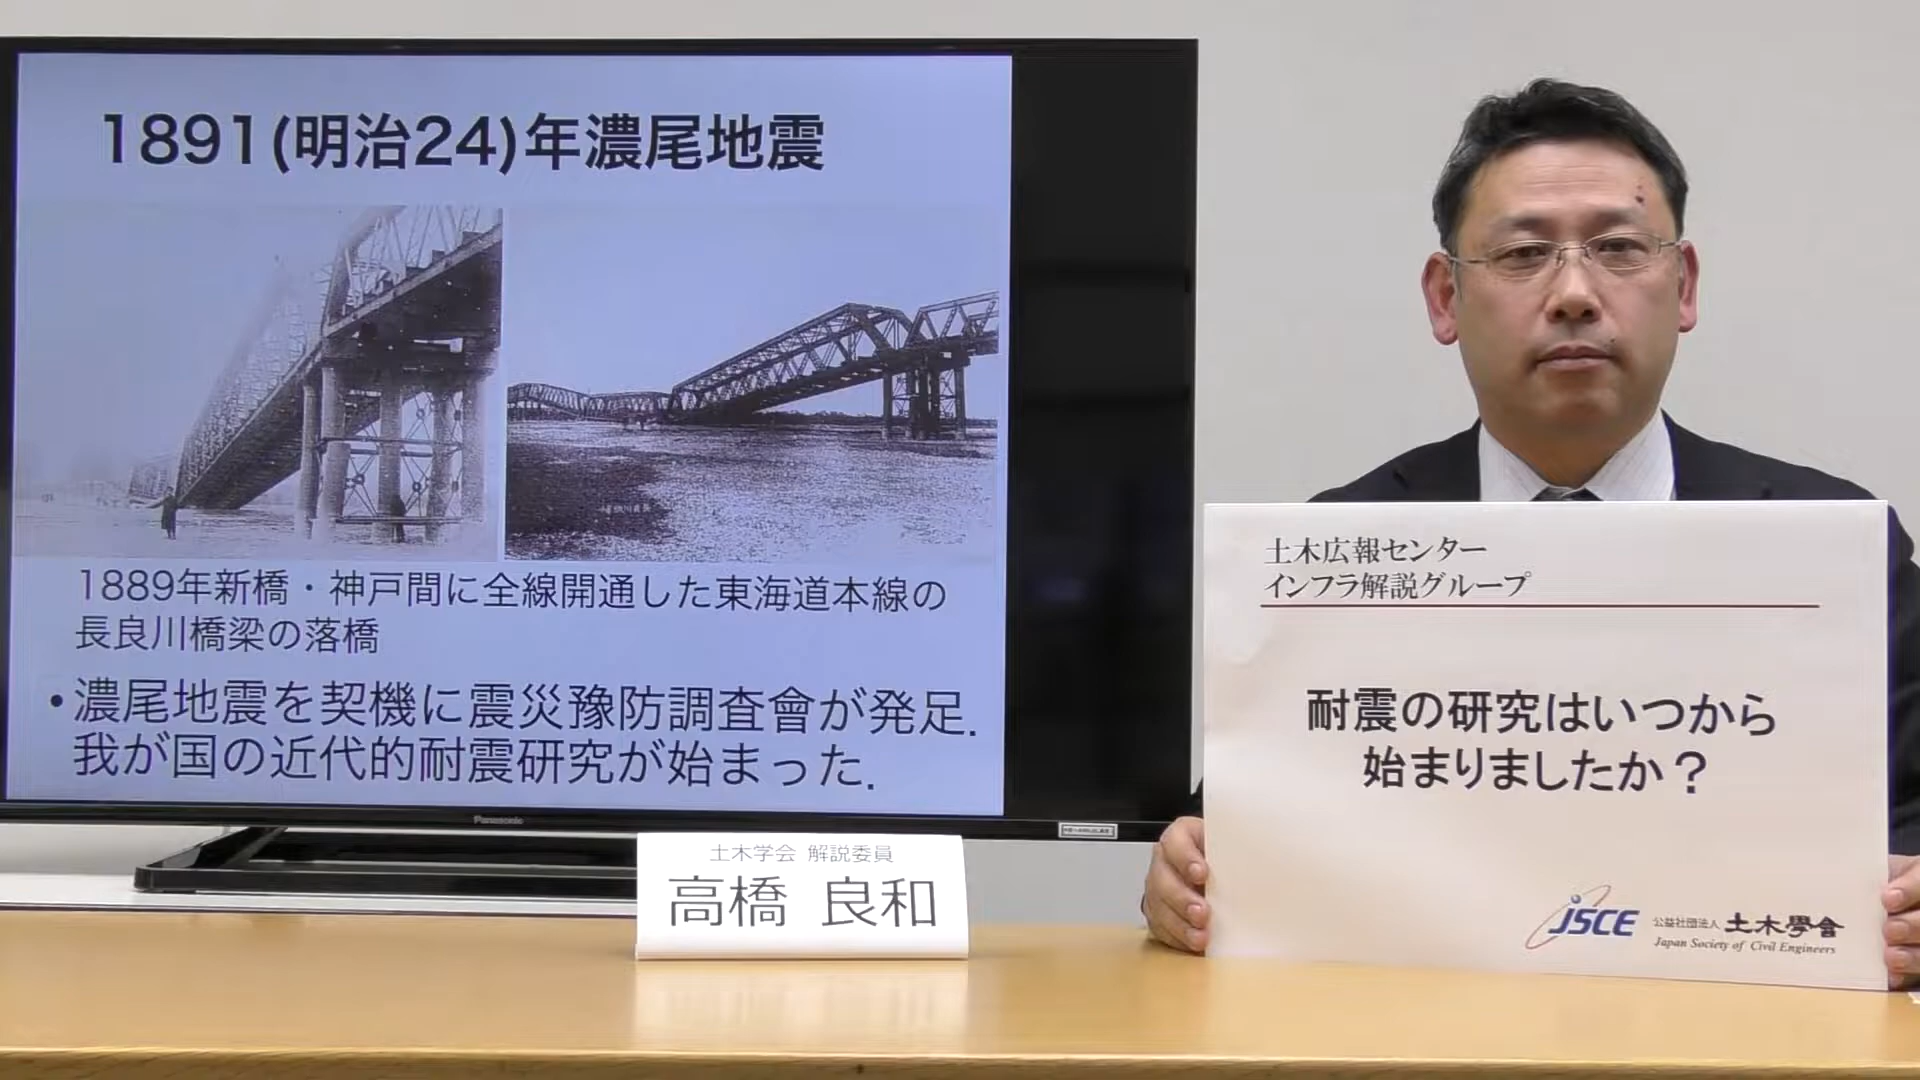 1891(明治24)年濃尾地震
1889年新橋・神戸間に全線開通した東海道本線の
長良川橋梁の落橋
・濃尾地震を契機に震災豫防調査會が発足.
我が国の近代的耐震研究が始まった.
Panasonic
土木学会 解説委員
高橋 良和
土木広報センター
インフラ解説グループ
耐震の研究はいつから
始まりましたか？
JSCE 公益社団法人 土木學會
Japan Society of Civil Engineers